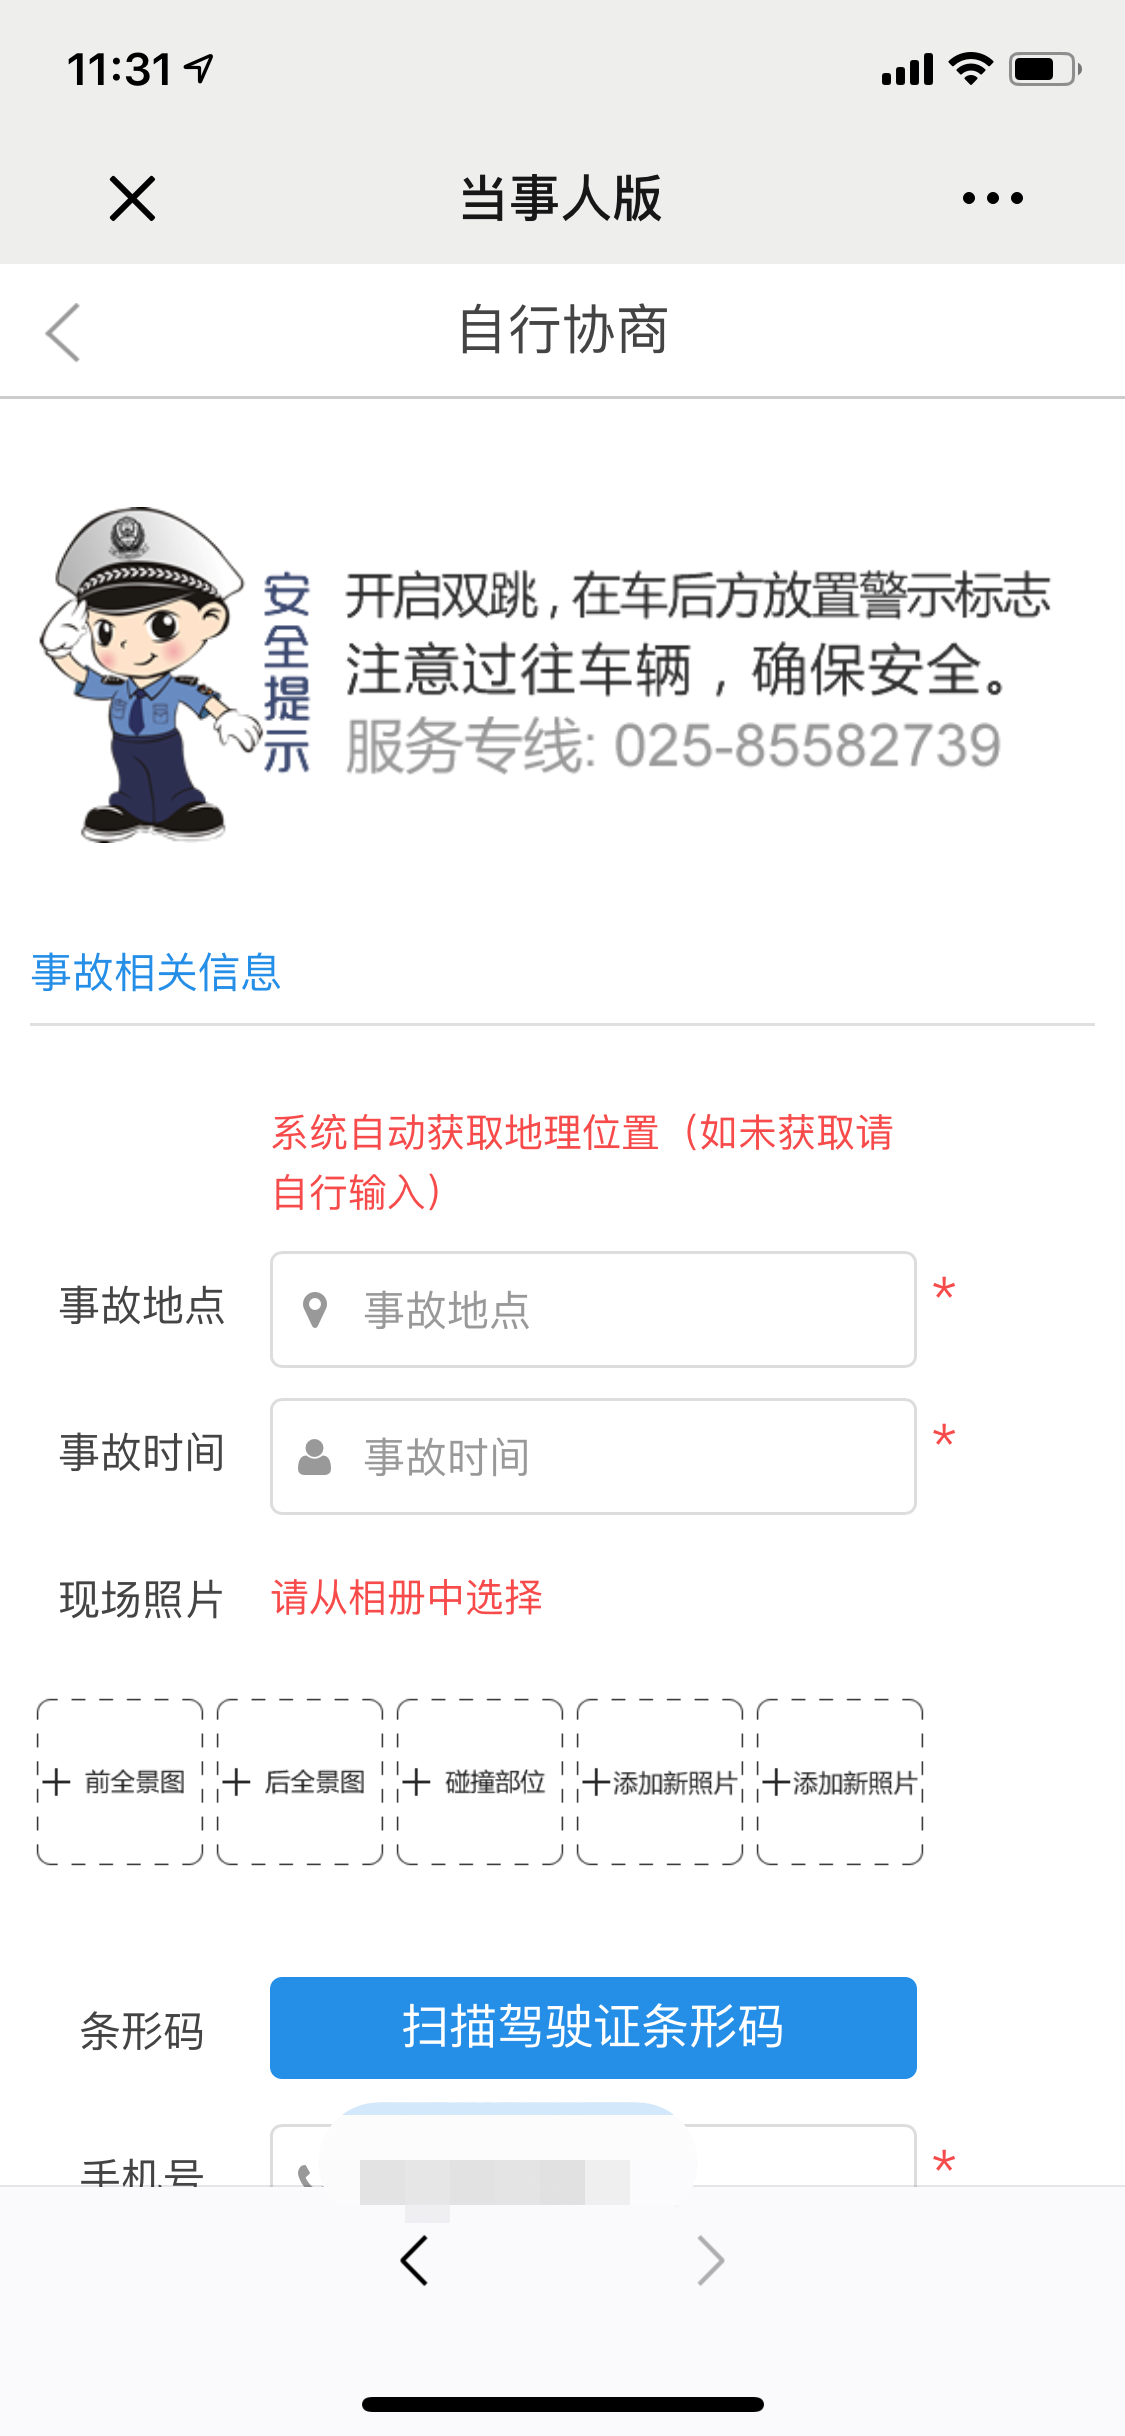 11:31
当事人版
自行协商
安全提示
开启双跳，在车后方放置警示标志
注意过往车辆，确保安全。
服务专线: 025-85582739
事故相关信息
系统自动获取地理位置（如未获取请
自行输入）
事故地点 事故地点 *
事故时间 事故时间 *
现场照片 请从相册中选择
前全景图 后全景图 碰撞部位 添加新照片 添加新照片
条形码 扫描驾驶证条形码
手机号 *